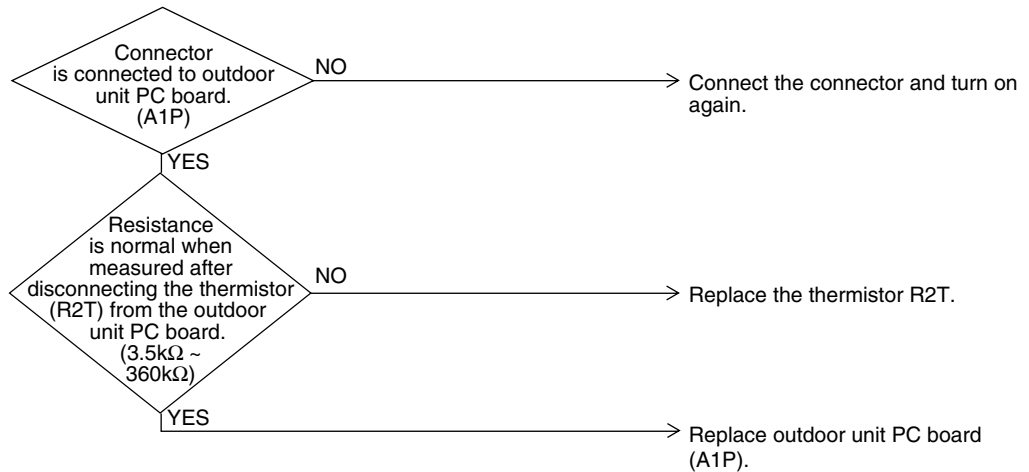 Connector
is connected to outdoor
unit PC board.
(A1P)
NO
Connect the connector and turn on
again.
YES
Resistance
is normal when
measured after
disconnecting the thermistor
(R2T) from the outdoor
unit PC board.
(3.5kΩ ~
360kΩ)
NO
Replace the thermistor R2T.
YES
Replace outdoor unit PC board
(A1P).